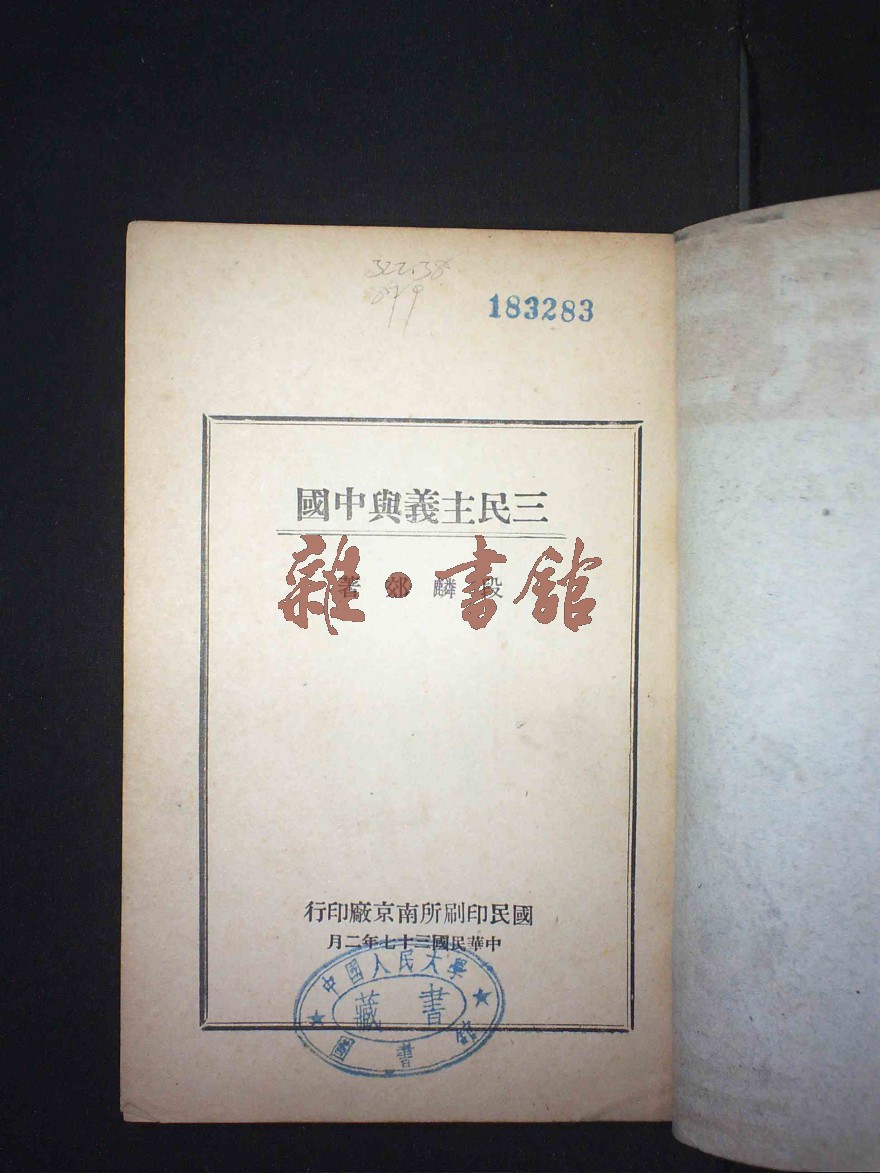 322.38
879
183283
三民主義與中國
段麟郊著
雜·書館
國民印刷所南京廠印行
中華民國三十七年二月
中國人民大學
藏書
圖書館